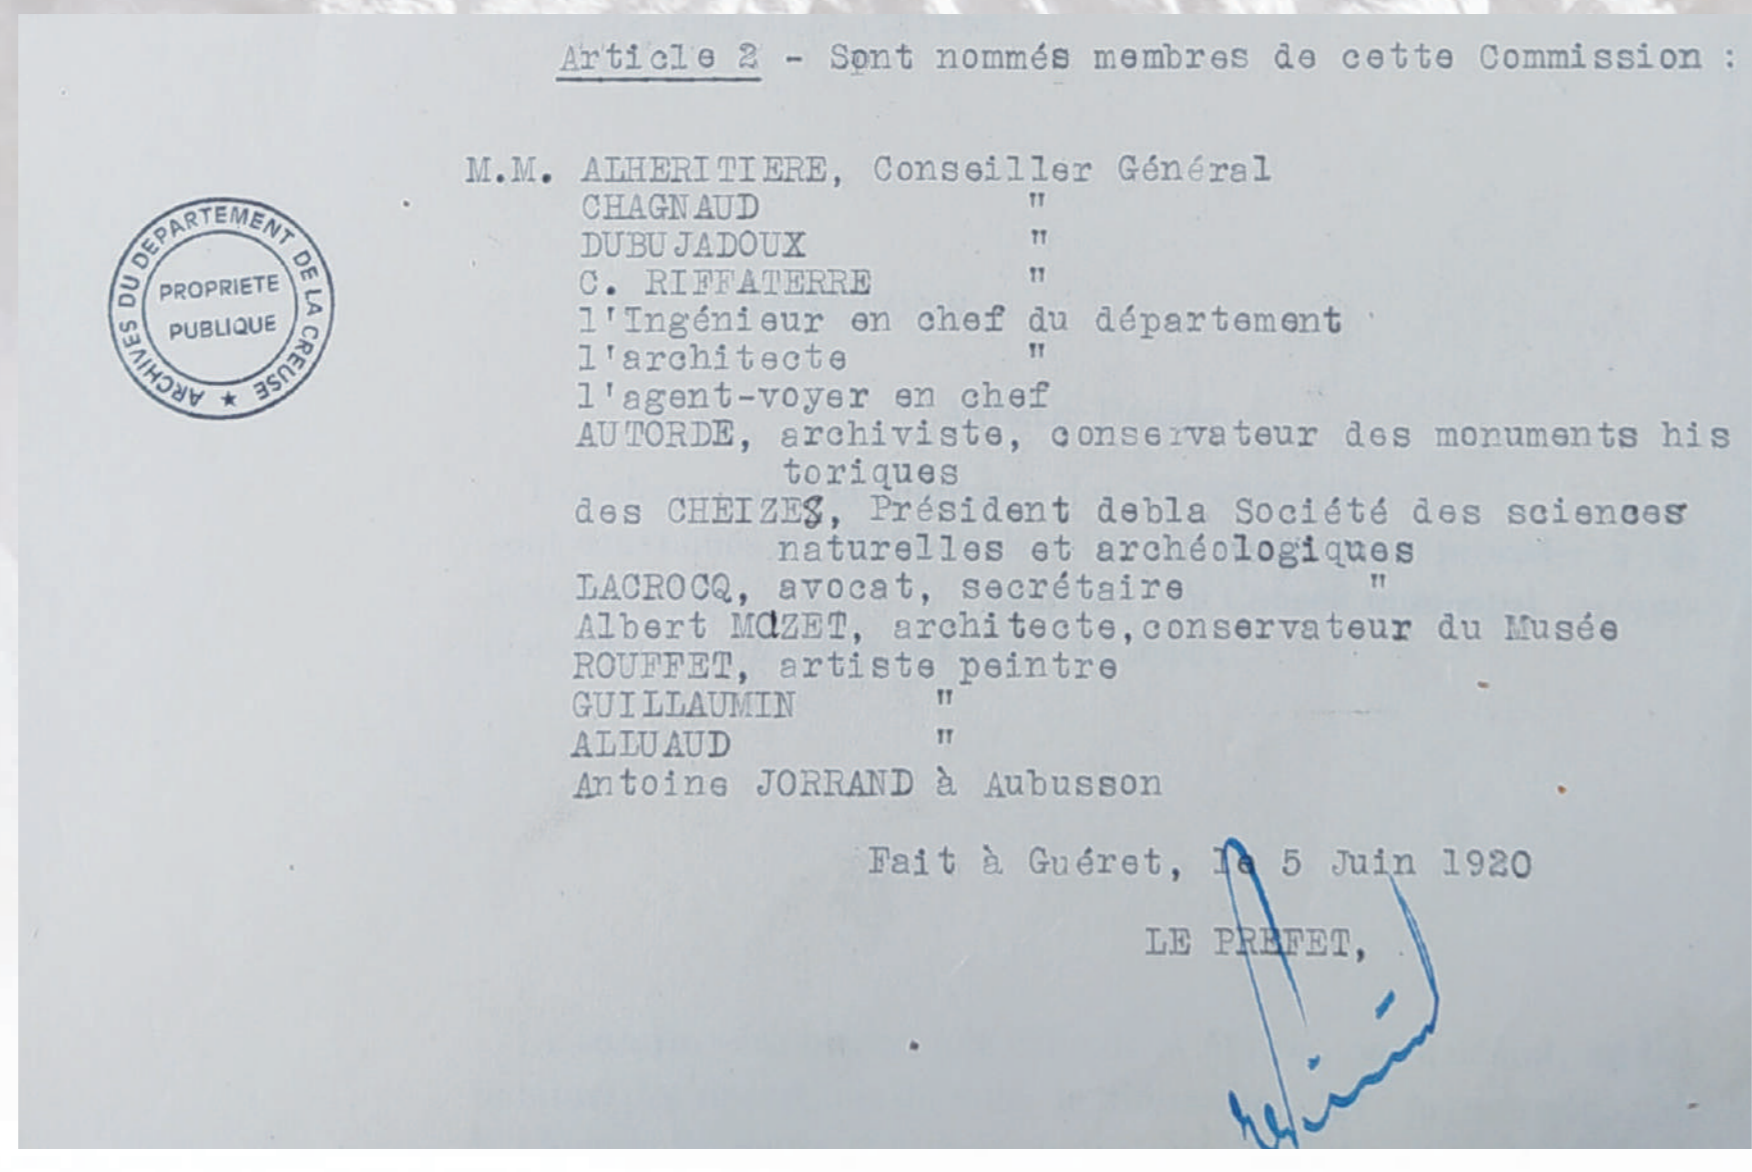 Article 2 - Sont nommés membres de cette Commission :
M.M. ALHERITIERE, Conseiller Général
CHAGNAUD "
DUBUJADOUX "
C. RIFFATERRE "
l'Ingénieur en chef du département
l'architecte "
l'agent-voyer en chef
AUTORDE, archiviste, conservateur des monuments his
toriques
des CHEIZES, Président debla Société des sciences
naturelles et archéologiques
LACROCQ, avocat, secrétaire "
Albert MAZET, architecte,conservateur du Musée
ROUFFET, artiste peintre
GUILLAUMIN "
ALLUAUD "
Antoine JORRAND à Aubusson
Fait à Guéret, le 5 Juin 1920
LE PREFET,
ARCHIVES DU DEPARTEMENT DE LA CREUSE ★
PROPRIETE
PUBLIQUE